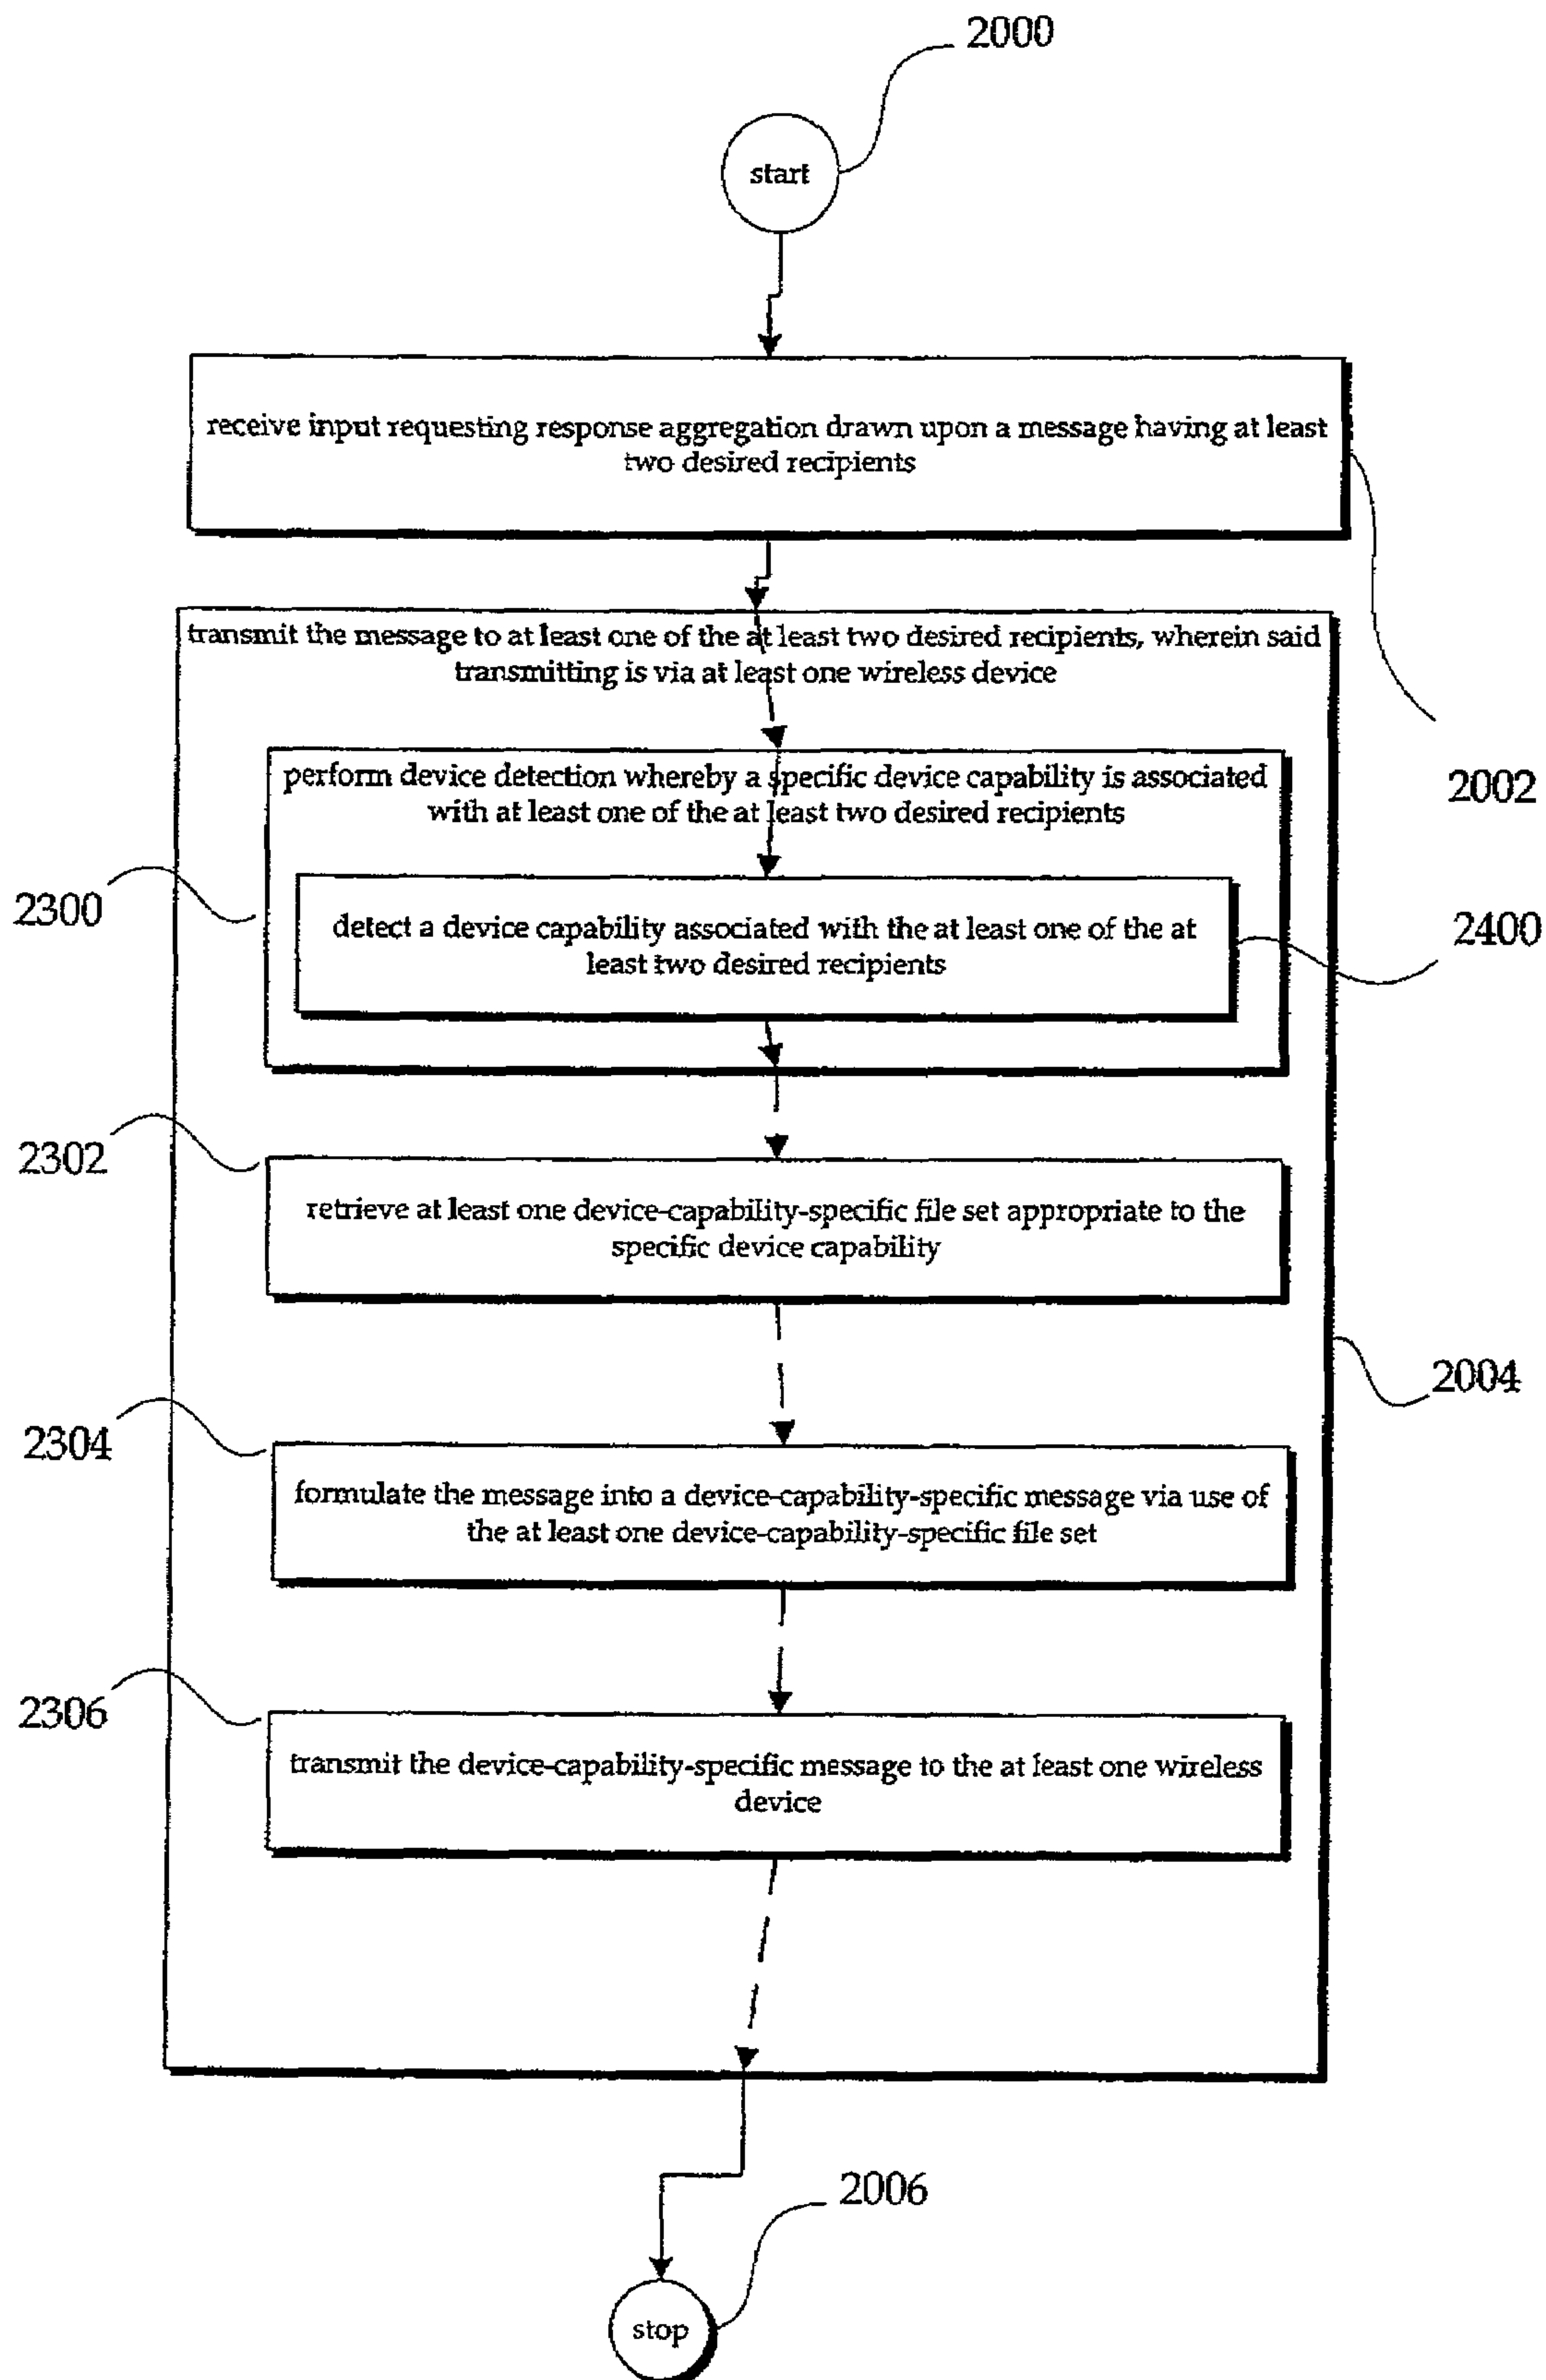 2000
start
receive input requesting response aggregation drawn upon a message having at least
two desired recipients
transmit the message to at least one of the at least two desired recipients, wherein said
transmitting is via at least one wireless device
2002
perform device detection whereby a specific device capability is associated
with at least one of the at least two desired recipients
2300
2400
detect a device capability associated with the at least one of the at
least two desired recipients
2302
retrieve at least one device-capability-specific file set appropriate to the
specific device capability
2004
2304
formulate the message into a device-capability-specific message via use of
the at least one device-capability-specific file set
2306
transmit the device-capability-specific message to the at least one wireless
device
2006
stop